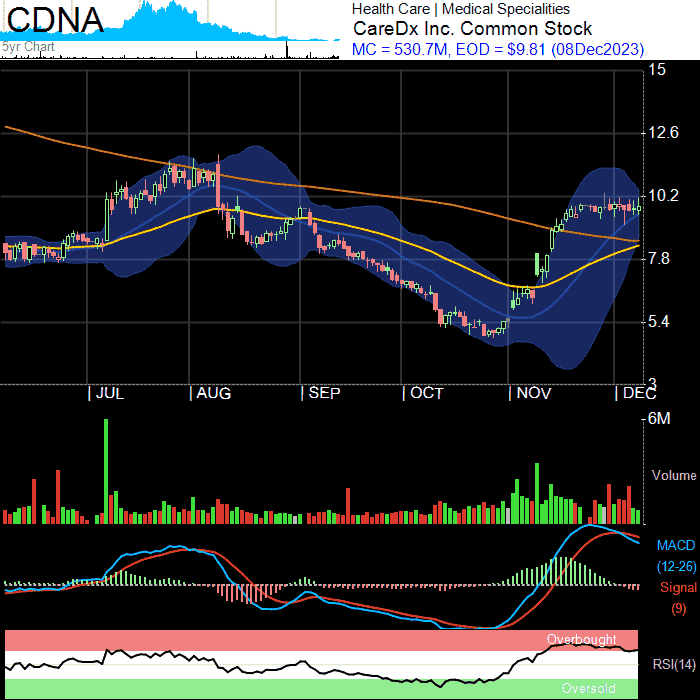 CDNA
5yr Chart
Health Care | Medical Specialities
CareDx Inc. Common Stock
MC = 530.7M, EOD = $9.81 (08Dec2023)
15
12.6
10.2
7.8
5.4
3
| JUL | AUG | SEP | OCT | NOV | DEC
6M
Volume
MACD
(12-26)
Signal
(9)
Overbought
RSI(14)
Oversold